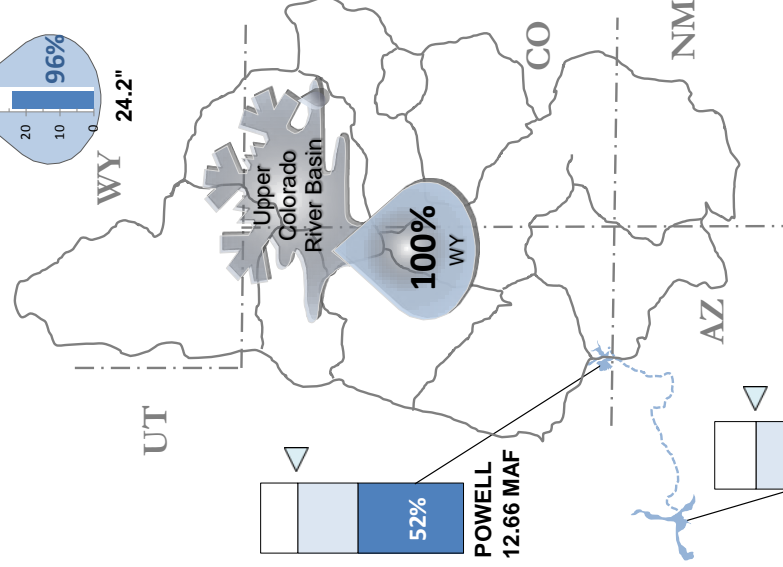 96%
20
10
0
24.2"
WY
CO
NM
Upper
Colorado
River Basin
100%
WY
UT
AZ
52%
POWELL
12.66 MAF